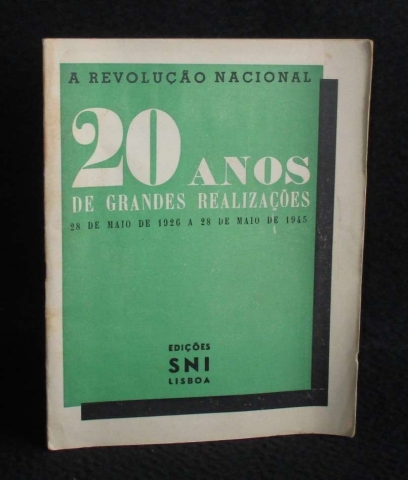 A REVOLUÇÃO NACIONAL
20 ANOS
DE GRANDES REALIZAÇÕES
28 DE MAIO DE 1926 A 28 DE MAIO DE 1945
EDIÇÕES
SNI
LISBOA